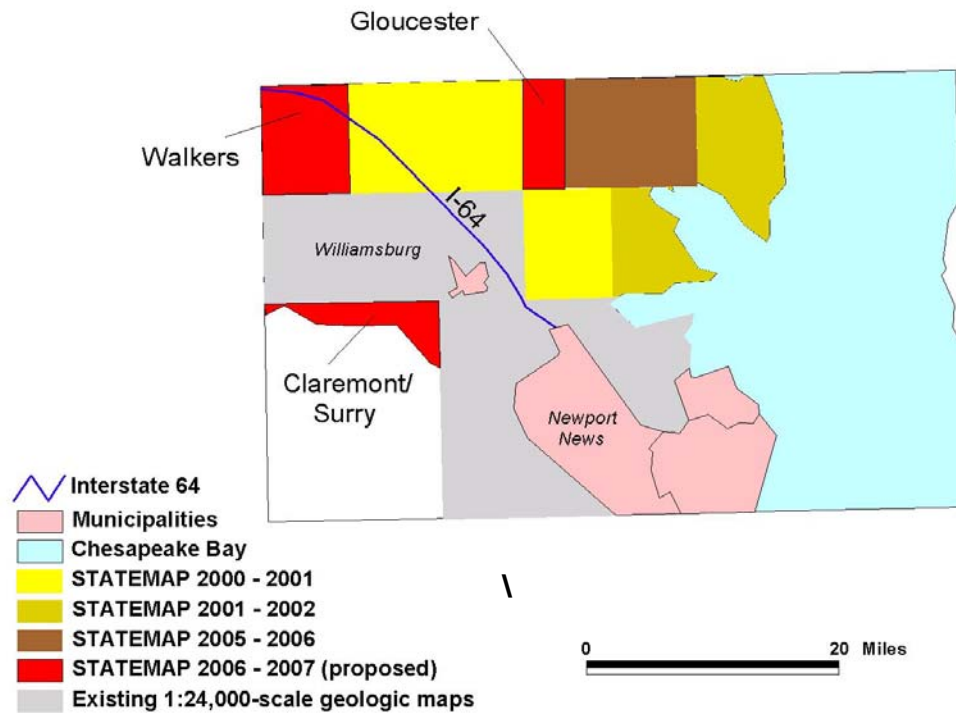 Gloucester
Walkers
I-64
Williamsburg
Claremont/
Surry
Newport
News
Interstate 64
Municipalities
Chesapeake Bay
STATEMAP 2000 - 2001
STATEMAP 2001 - 2002
STATEMAP 2005 - 2006
STATEMAP 2006 - 2007 (proposed)
Existing 1:24,000-scale geologic maps
\
0 20 Miles